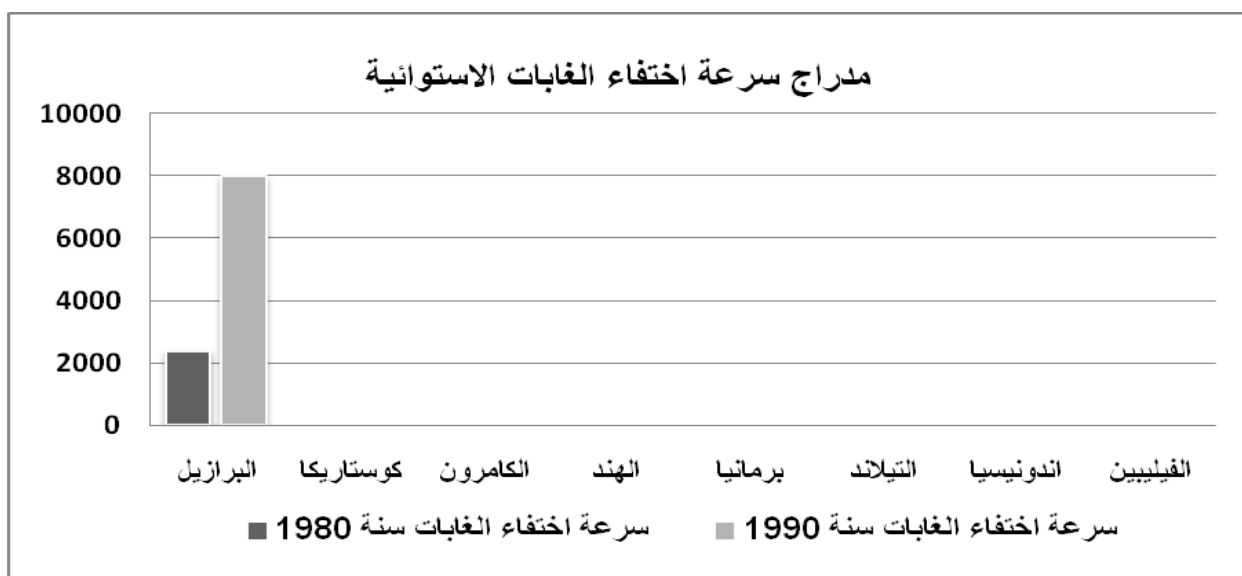 مدراج سرعة اختفاء الغابات الاستوائية
10000
8000
6000
4000
2000
0
البرازيل كوستاريكا الكامرون الهند برمانيا التيلاند اندونيسيا الفيليبين
سرعة اختفاء الغابات سنة 1980 سرعة اختفاء الغابات سنة 1990